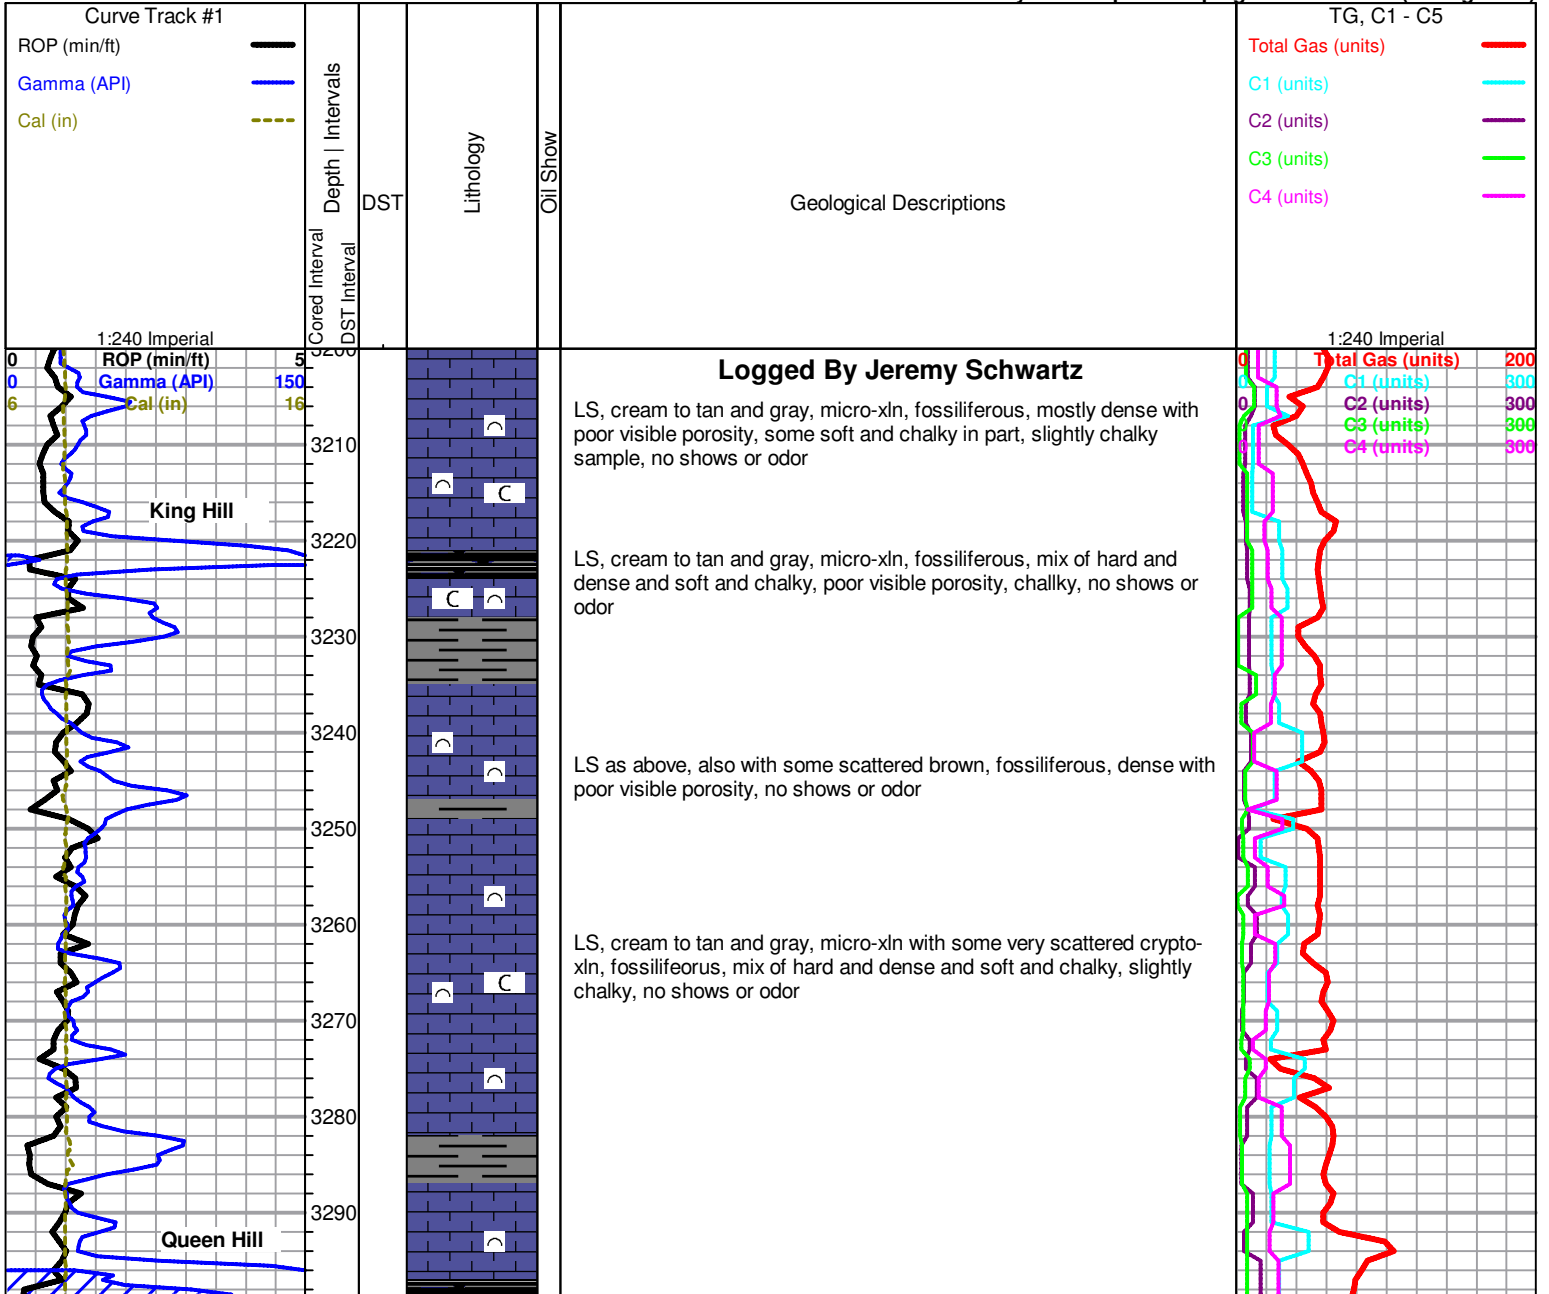 Curve Track #1
ROP (min/ft)
Gamma (API)
Cal (in)
1:240 Imperial
Depth | Intervals
Cored Interval
DST Interval
DST
Lithology
Oil Show
Geological Descriptions
TG, C1 - C5
Total Gas (units)
C1 (units)
C2 (units)
C3 (units)
C4 (units)
1:240 Imperial
0 ROP (min/ft) 5
0 Gamma (API) 150
6 Cal (in) 16
3200
0 Total Gas (units) 200
0 C1 (units) 300
0 C2 (units) 300
C3 (units) 300
0 C4 (units) 300
Logged By Jeremy Schwartz
LS, cream to tan and gray, micro-xln, fossiliferous, mostly dense with
poor visible porosity, some soft and chalky in part, slightly chalky
sample, no shows or odor
3210
C
King Hill
3220
LS, cream to tan and gray, micro-xln, fossiliferous, mix of hard and
dense and soft and chalky, poor visible porosity, challky, no shows or
odor
C
3230
3240
LS as above, also with some scattered brown, fossiliferous, dense with
poor visible porosity, no shows or odor
3250
3260
LS, cream to tan and gray, micro-xln with some very scattered crypto-
xln, fossilifeorus, mix of hard and dense and soft and chalky, slightly
chalky, no shows or odor
C
3270
3280
3290
Queen Hill